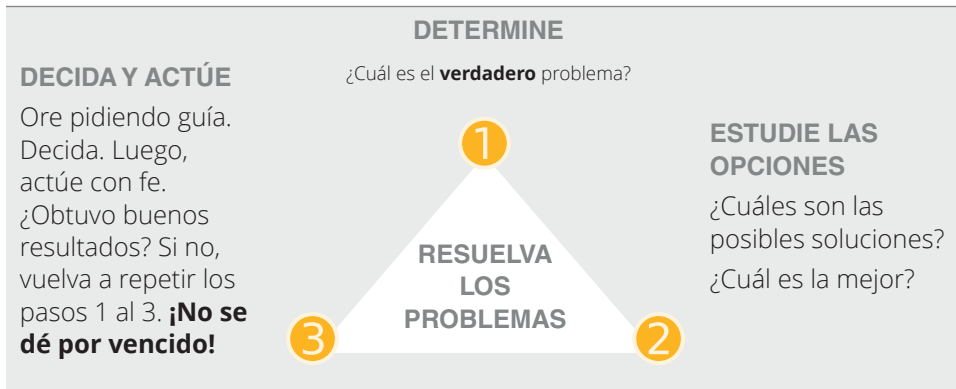 DETERMINE
¿Cuál es el verdadero problema?
1
ESTUDIE LAS
OPCIONES
¿Cuáles son las
posibles soluciones?
¿Cuál es la mejor?
2
DECIDA Y ACTÚE
Ore pidiendo guía.
Decida. Luego,
actúe con fe.
¿Obtuvo buenos
resultados? Si no,
vuelva a repetir los
pasos 1 al 3. ¡No se
dé por vencido!
3
RESUELVA
LOS
PROBLEMAS